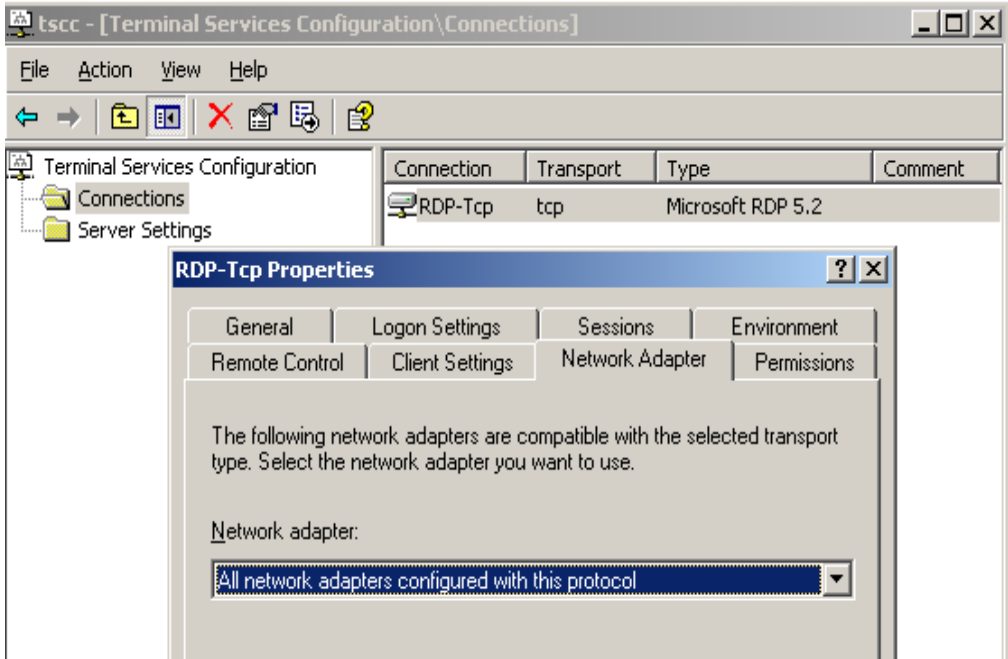 tscc - [Terminal Services Configuration\Connections]
File Action View Help
Terminal Services Configuration
Connections
Server Settings
Connection Transport Type Comment
RDP-Tcp tcp Microsoft RDP 5.2
RDP-Tcp Properties
General Logon Settings Sessions Environment
Remote Control Client Settings Network Adapter Permissions
The following network adapters are compatible with the selected transport
type. Select the network adapter you want to use.
Network adapter:
All network adapters configured with this protocol